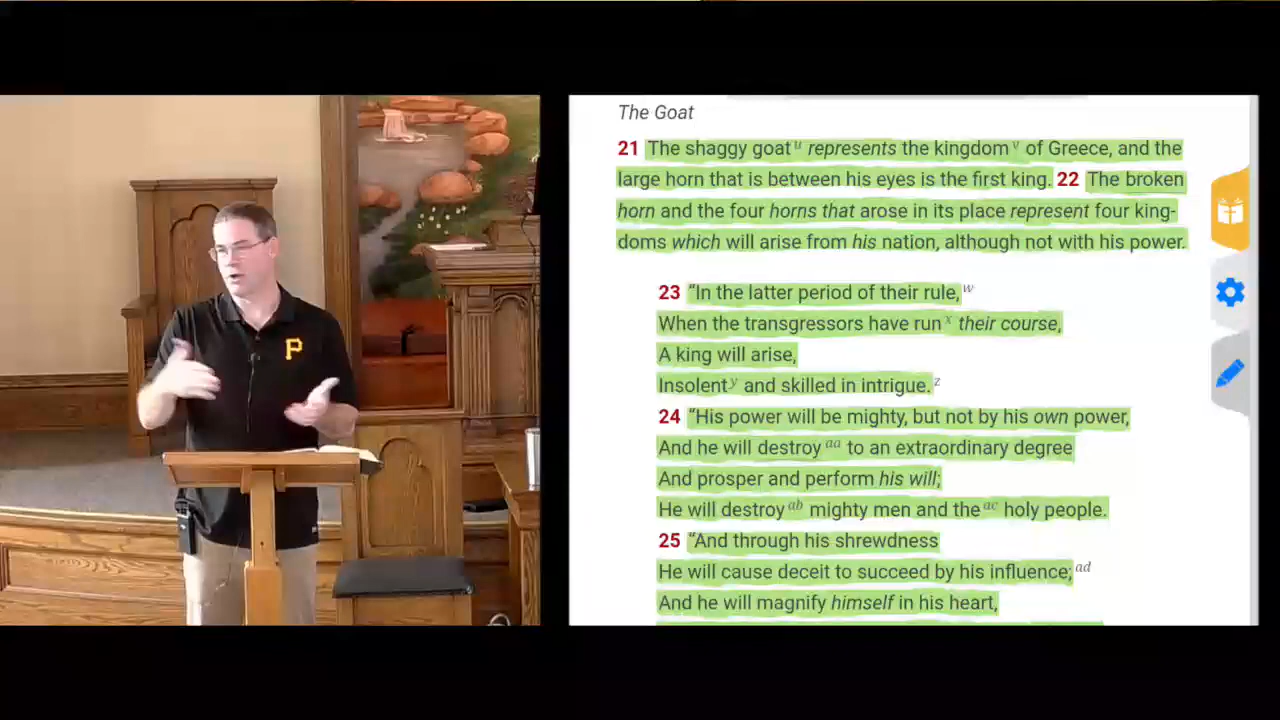 P
The Goat
21 The shaggy goat u represents the kingdom v of Greece, and the
large horn that is between his eyes is the first king. 22 The broken
horn and the four horns that arose in its place represent four king-
doms which will arise from his nation, although not with his power.
23 “In the latter period of their rule, w
When the transgressors have run x their course,
A king will arise,
Insolent y and skilled in intrigue. z
24 “His power will be mighty, but not by his own power,
And he will destroy aa to an extraordinary degree
And prosper and perform his will;
He will destroy ab mighty men and the ac holy people.
25 “And through his shrewdness
He will cause deceit to succeed by his influence; ad
And he will magnify himself in his heart,